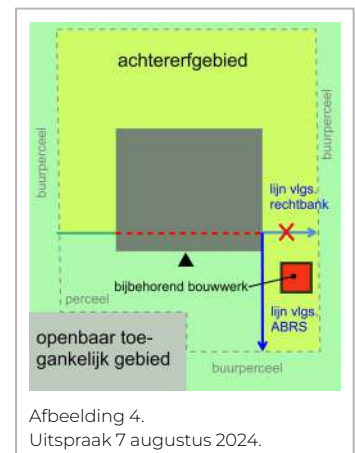 achtererfgebied
buurperceel
buurperceel
lijn vlgs.
rechtbank
bijbehorend bouwwerk
perceel
lijn vlgs.
ABRS
openbaar toe-
gankelijk gebied
buurperceel
Afbeelding 4.
Uitspraak 7 augustus 2024.